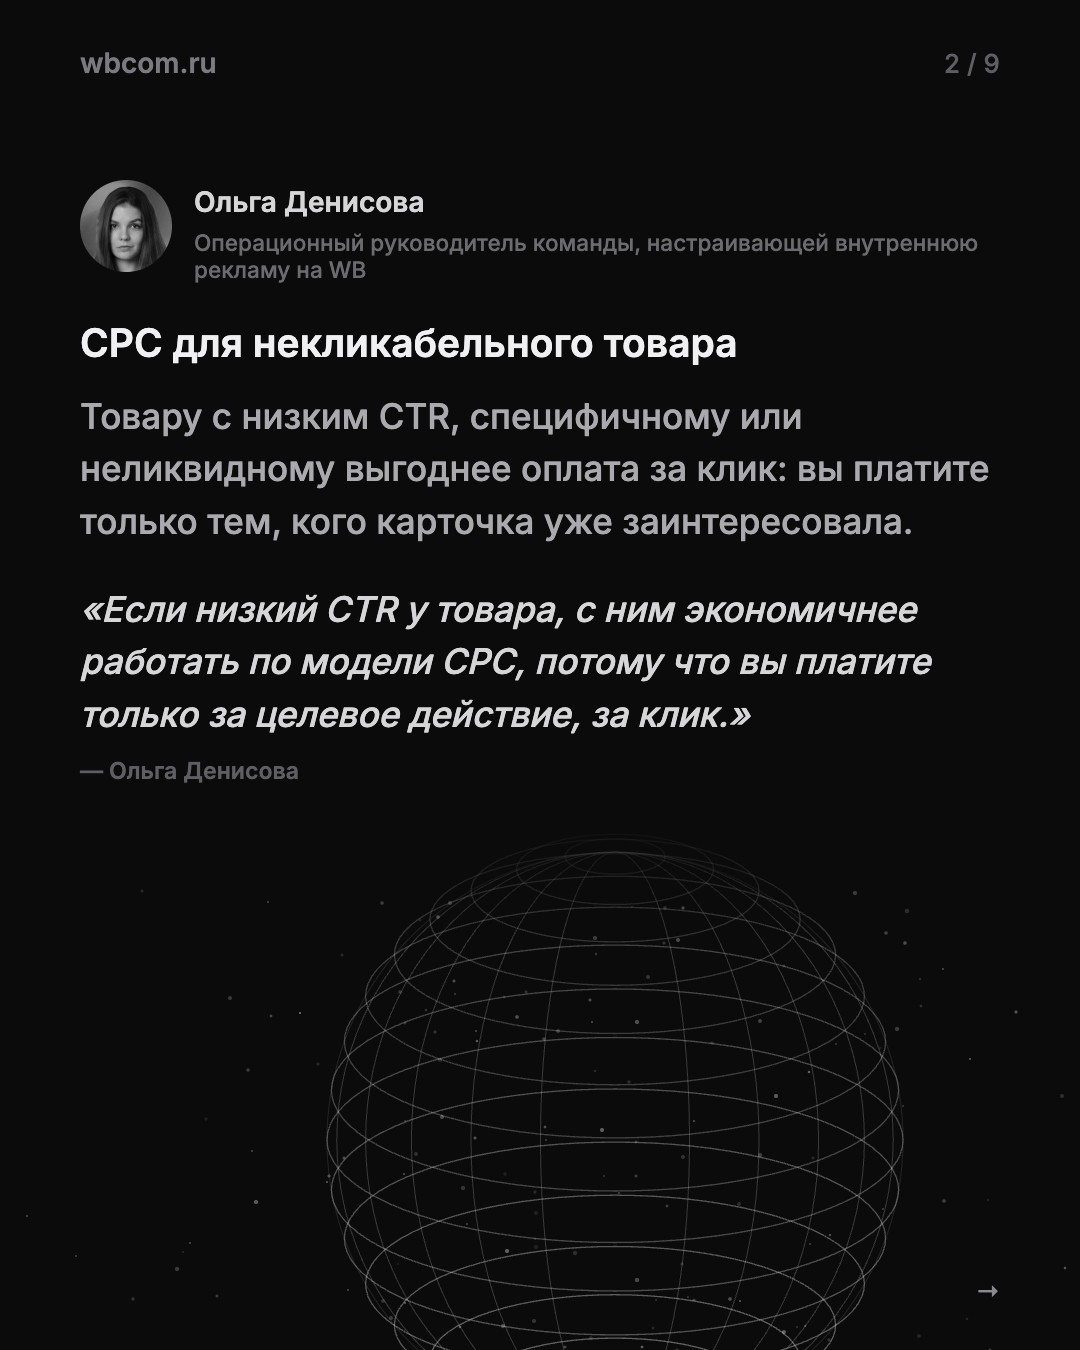 wbcom.ru
2 / 9
Ольга Денисова
Операционный руководитель команды, настраивающей внутреннюю
рекламу на WB
CPC для некликабельного товара
Товару с низким CTR, специфичному или
неликвидному выгоднее оплата за клик: вы платите
только тем, кого карточка уже заинтересовала.
«Если низкий CTR у товара, с ним экономичнее
работать по модели CPC, потому что вы платите
только за целевое действие, за клик.»
— Ольга Денисова
→